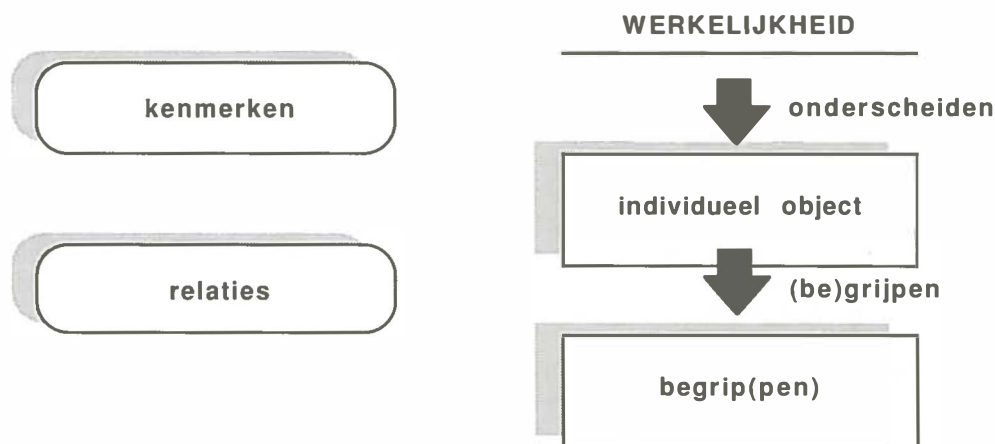 WERKELIJKHEID
kenmerken
onderscheiden
individueel object
relaties
(be)grijpen
begrip(pen)